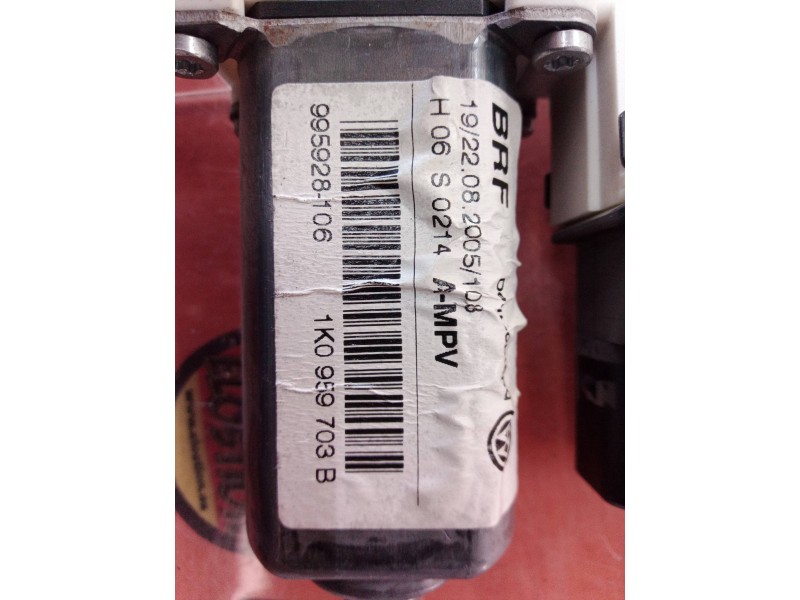 BRF
19/22.08.2005/108
H 06 S 0214 A-MPV
995928-106 1K0 959 703 B